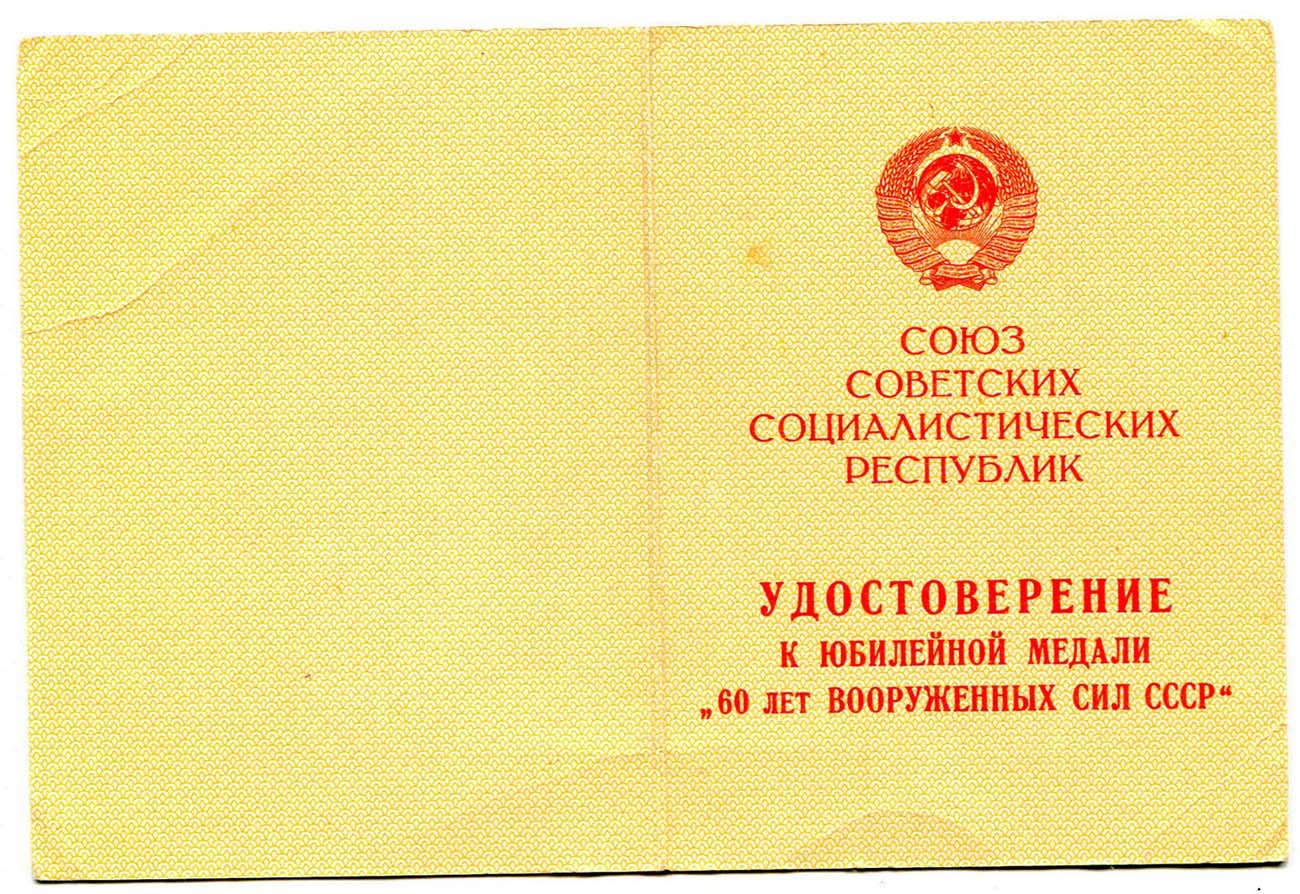 СОЮЗ
СОВЕТСКИХ
СОЦИАЛИСТИЧЕСКИХ
РЕСПУБЛИК
УДОСТОВЕРЕНИЕ
К ЮБИЛЕЙНОЙ МЕДАЛИ
„60 ЛЕТ ВООРУЖЕННЫХ СИЛ СССР“